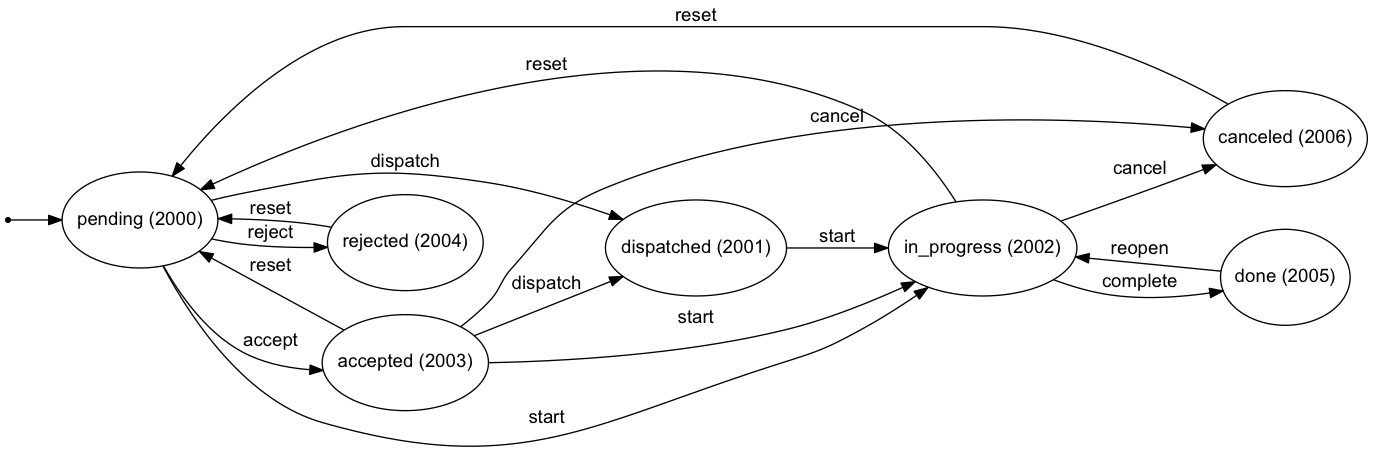 reset
reset
cancel
dispatch
canceled (2006)
cancel
pending (2000)
reset
reject
rejected (2004)
dispatched (2001)
start
in_progress (2002)
reopen
complete
done (2005)
reset
dispatch
start
accept
accepted (2003)
start